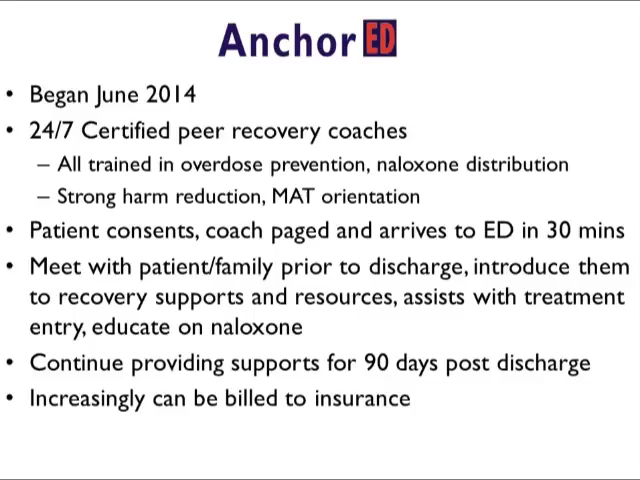 Anchor ED
• Began June 2014
• 24/7 Certified peer recovery coaches
– All trained in overdose prevention, naloxone distribution
– Strong harm reduction, MAT orientation
• Patient consents, coach paged and arrives to ED in 30 mins
• Meet with patient/family prior to discharge, introduce them
to recovery supports and resources, assists with treatment
entry, educate on naloxone
• Continue providing supports for 90 days post discharge
• Increasingly can be billed to insurance